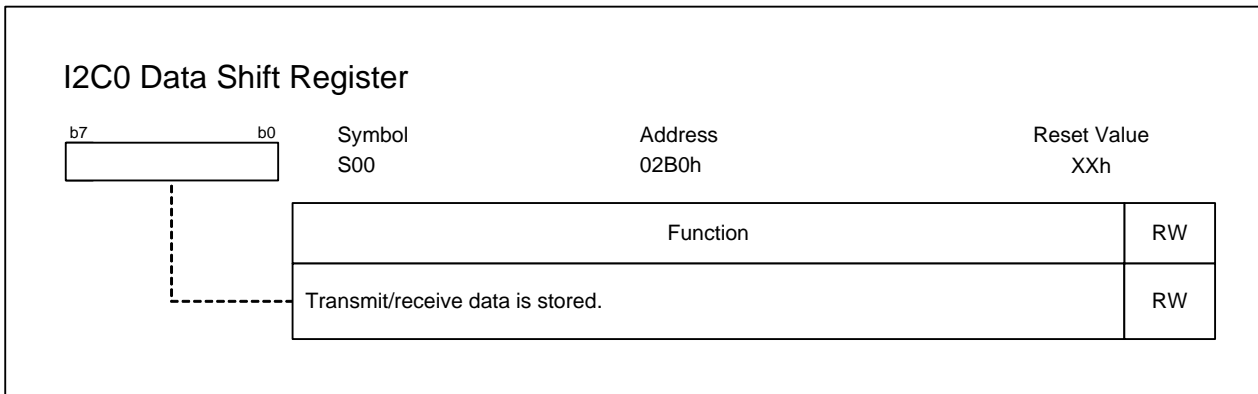 I2C0 Data Shift Register
b7 b0 Symbol Address Reset Value
S00 02B0h XXh
Function RW
Transmit/receive data is stored. RW